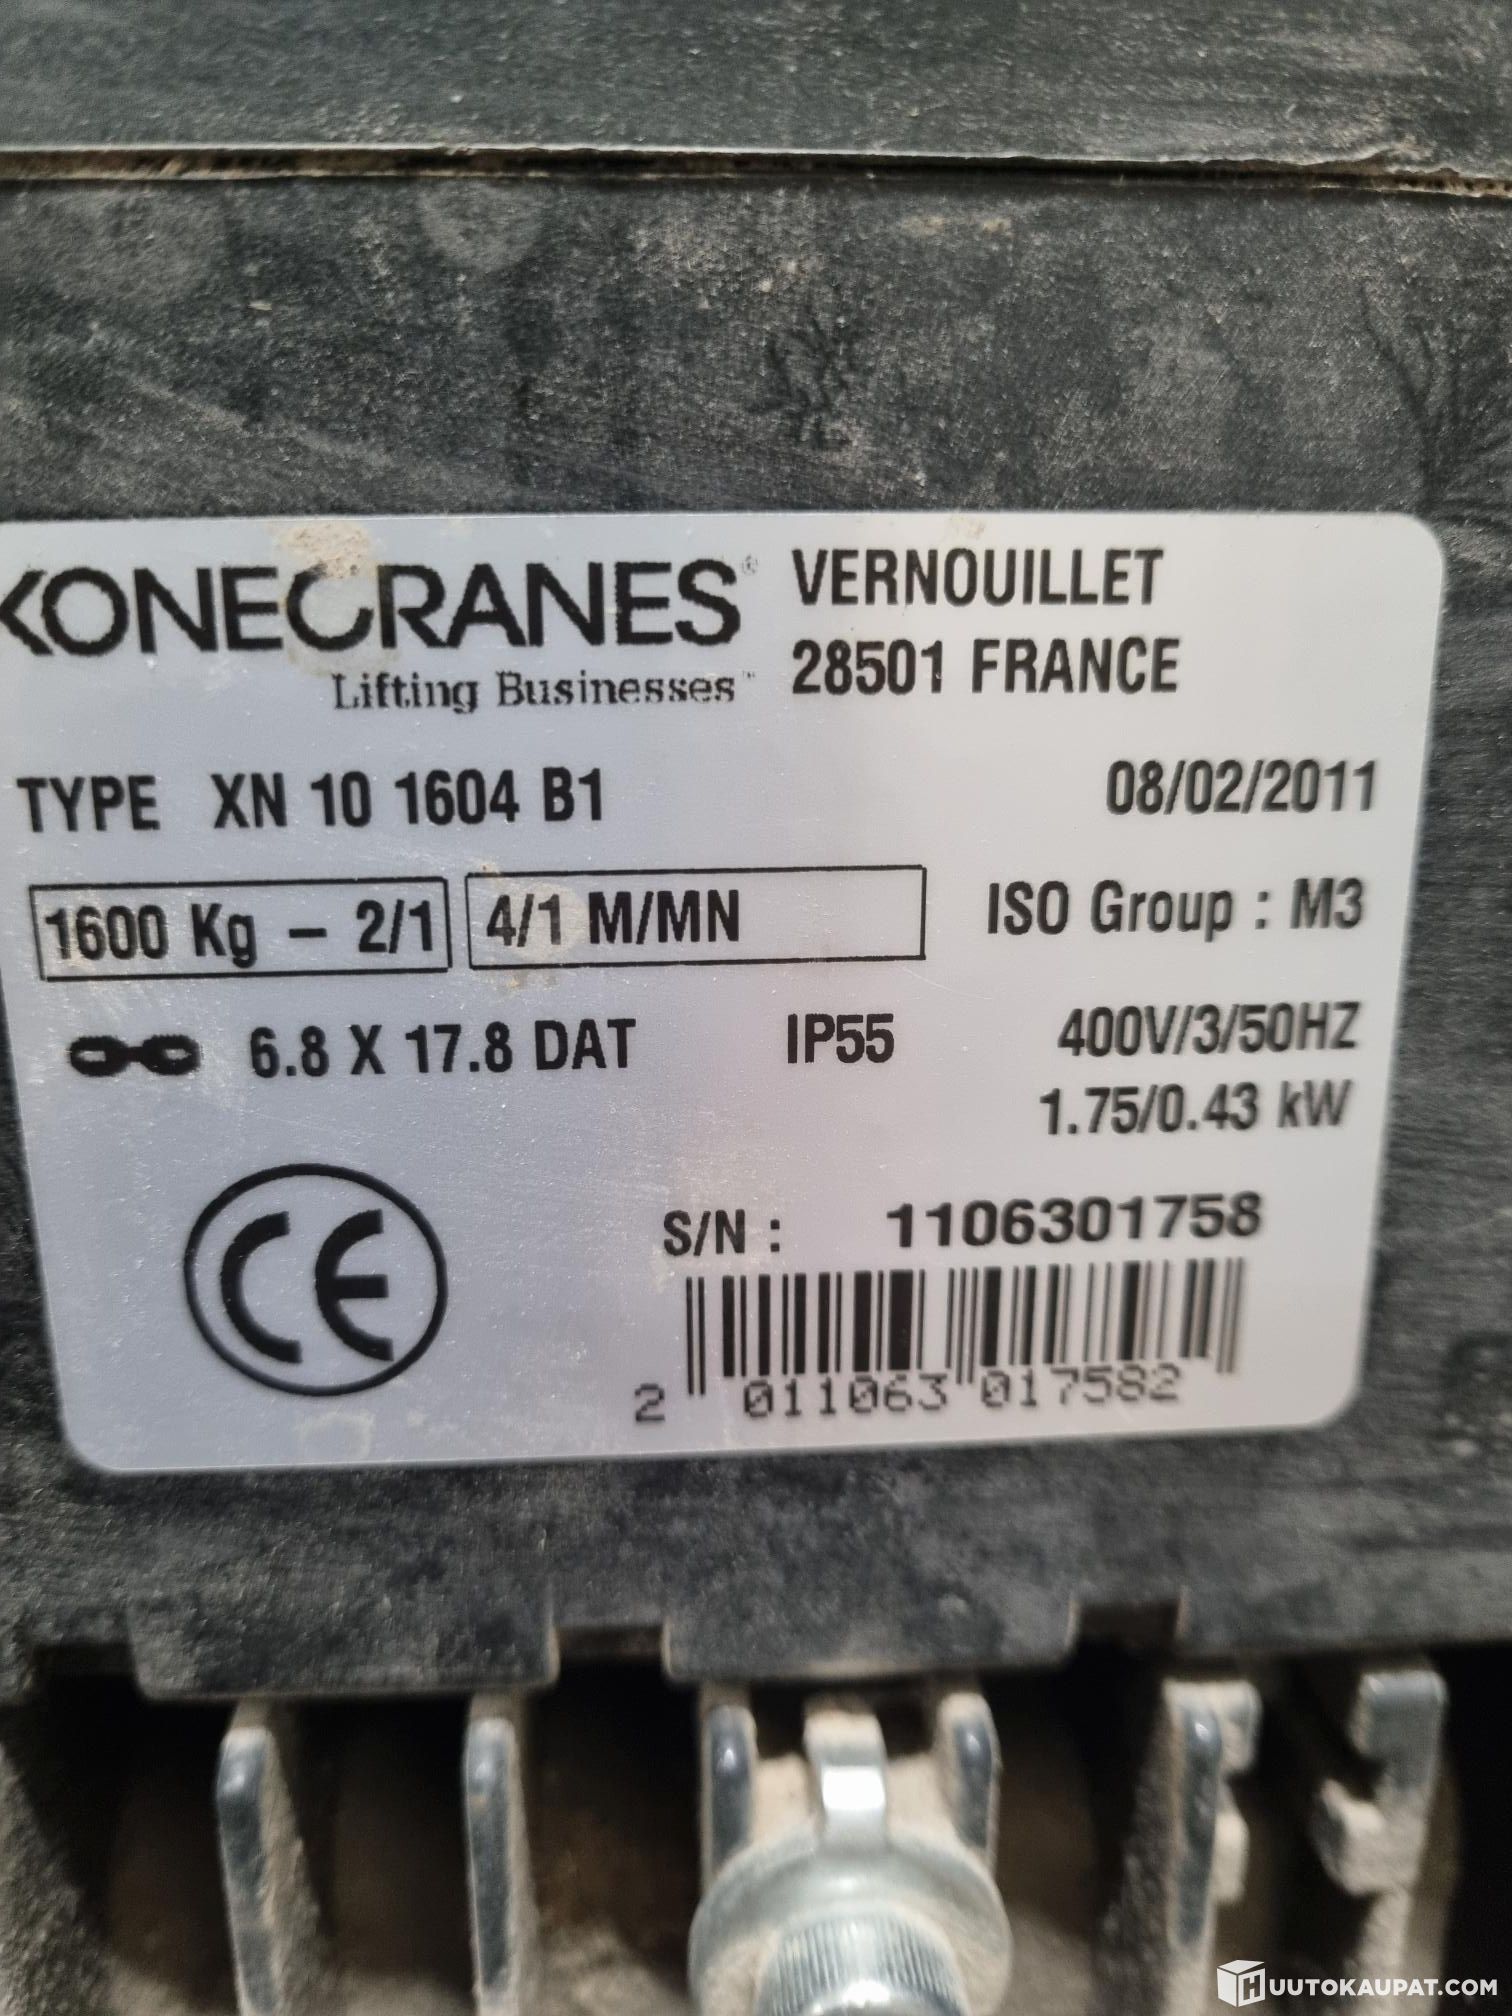 KONECRANES®
Lifting Businesses™
VERNOUILLET
28501 FRANCE
TYPE XN 10 1604 B1
08/02/2011
1600 Kg – 2/1
4/1 M/MN
ISO Group : M3
6.8 X 17.8 DAT
IP55
400V/3/50HZ
1.75/0.43 kW
CE
S/N : 1106301758
2 011063 017582
HUUTOKAUPAT.COM